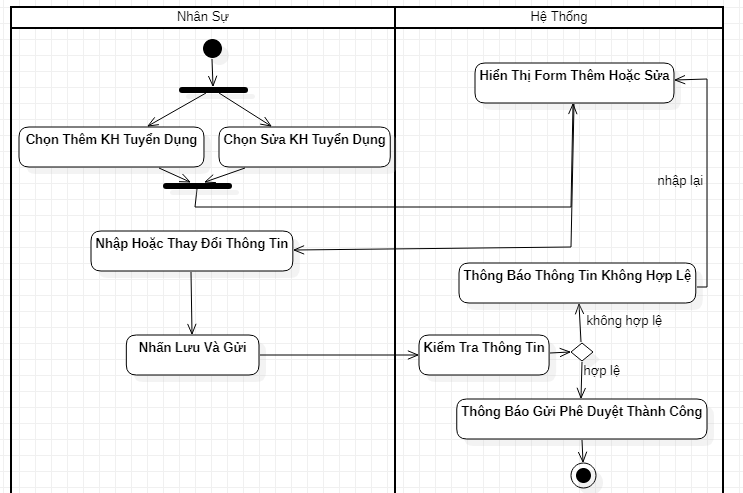 Nhân Sự
Hệ Thống
Hiển Thị Form Thêm Hoặc Sửa
Chọn Thêm KH Tuyển Dụng
Chọn Sửa KH Tuyển Dụng
nhập lại
Nhập Hoặc Thay Đổi Thông Tin
Thông Báo Thông Tin Không Hợp Lệ
không hợp lệ
Nhấn Lưu Và Gửi
Kiểm Tra Thông Tin
hợp lệ
Thông Báo Gửi Phê Duyệt Thành Công